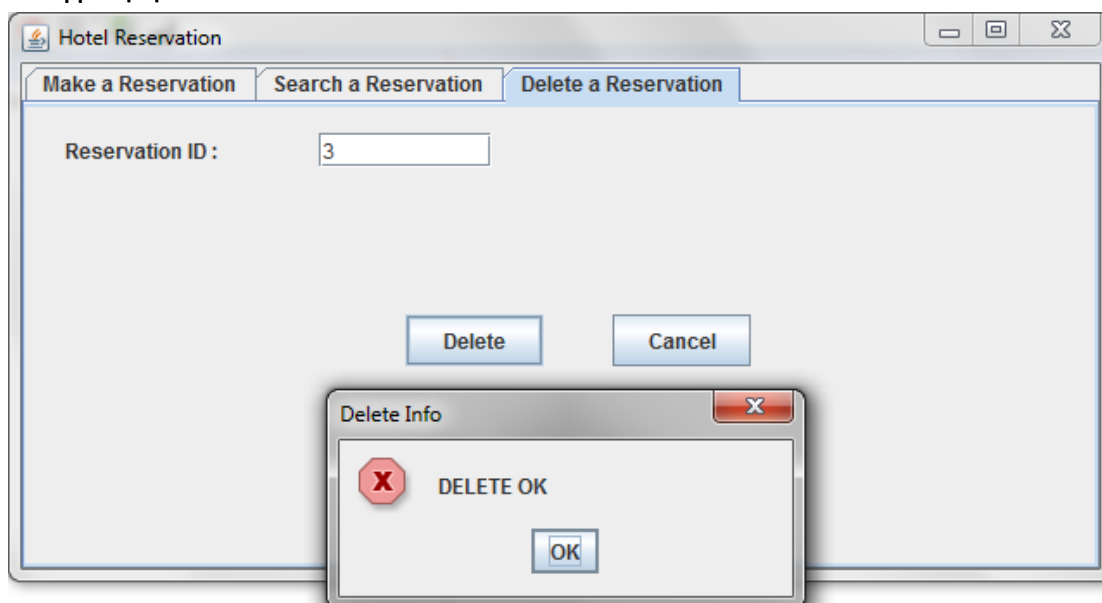 Hotel Reservation
Make a Reservation Search a Reservation Delete a Reservation
Reservation ID : 3
Delete Cancel
Delete Info
DELETE OK
OK